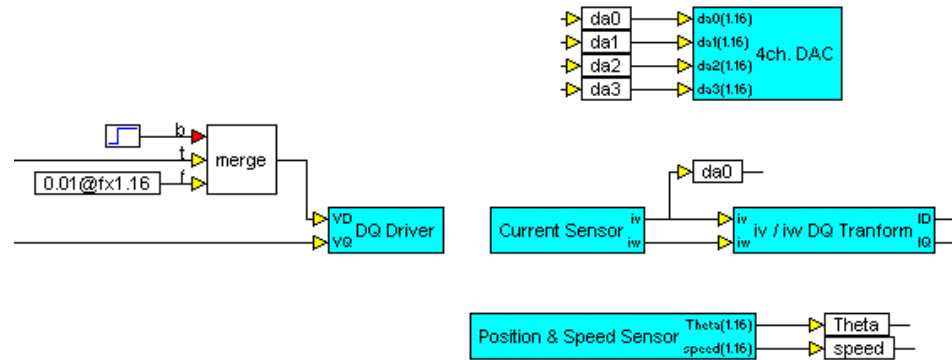 da0
da0(1.16)
da1
da1(1.16)
4ch. DAC
da2
da2(1.16)
da3
da3(1.16)
b
t
merge
f
0.01@fx1.16
da0
VD
DQ Driver
VQ
Current Sensor
iv
iw
iv
iw
iv / iw DQ Tranform
ID
IQ
Position & Speed Sensor
Theta(1.16)
speed(1.16)
Theta
speed